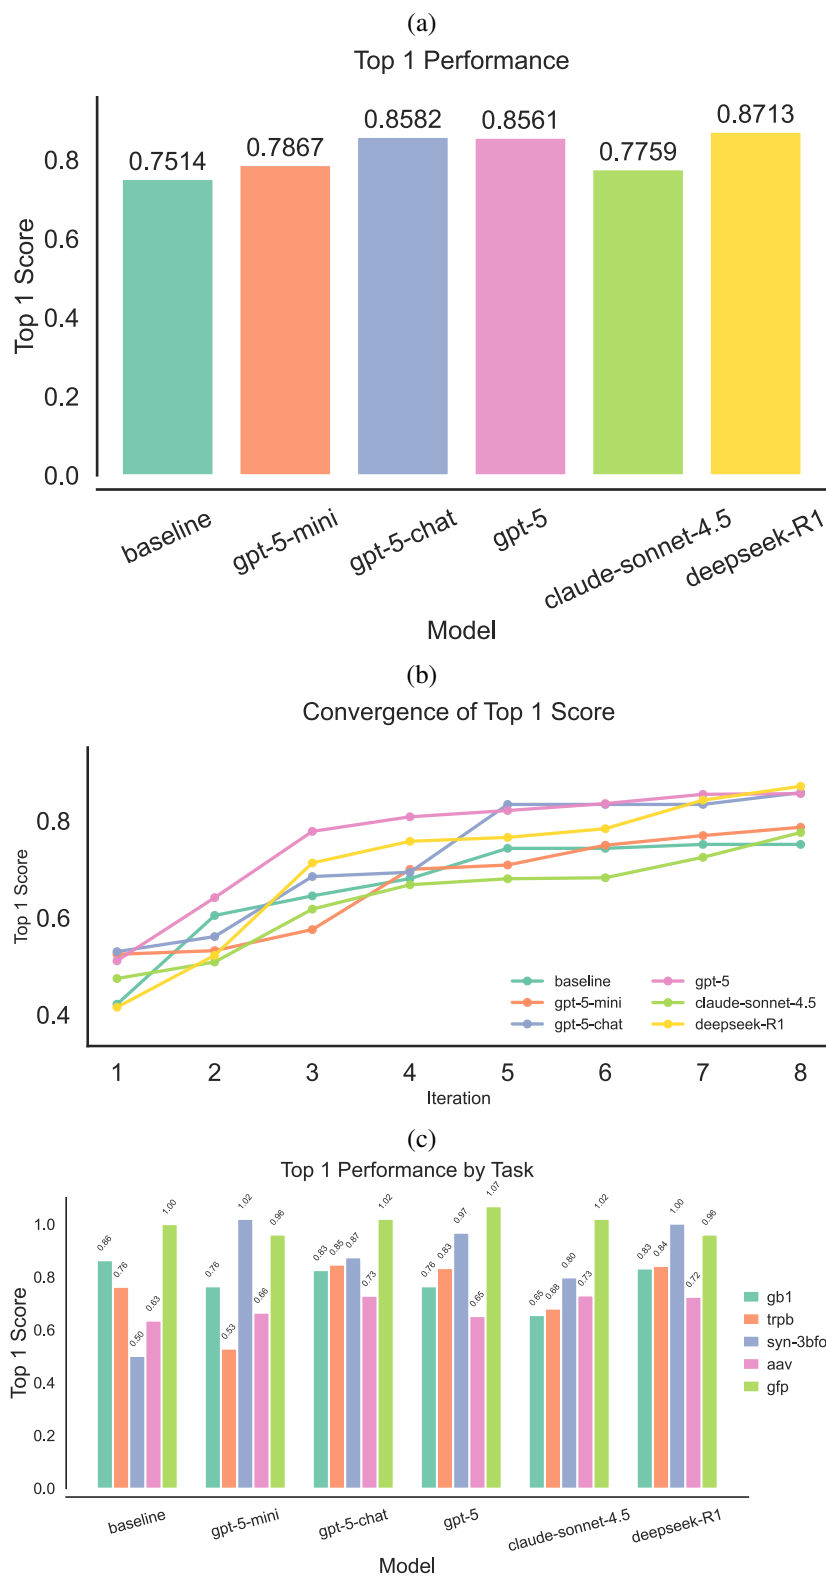 (a)
Top 1 Performance
0.7514 0.7867 0.8582 0.8561 0.7759 0.8713
Top 1 Score
0.8
0.6
0.4
0.2
0.0
baseline gpt-5-mini gpt-5-chat gpt-5 claude-sonnet-4.5 deepseek-R1
Model
(b)
Convergence of Top 1 Score
Top 1 Score
0.8
0.6
0.4
baseline gpt-5
gpt-5-mini claude-sonnet-4.5
gpt-5-chat deepseek-R1
1 2 3 4 5 6 7 8
Iteration
(c)
Top 1 Performance by Task
Top 1 Score
1.0
0.8
0.6
0.4
0.2
0.0
0.86 0.76 0.50 0.63 1.00
0.76 0.53 1.02 0.66 0.96
0.83 0.85 0.87 0.73 1.02
0.76 0.83 0.97 0.65 1.07
0.65 0.68 0.80 0.73 1.02
0.83 0.84 1.00 0.72 0.96
gb1
trpb
syn-3bfo
aav
gfp
baseline gpt-5-mini gpt-5-chat gpt-5 claude-sonnet-4.5 deepseek-R1
Model